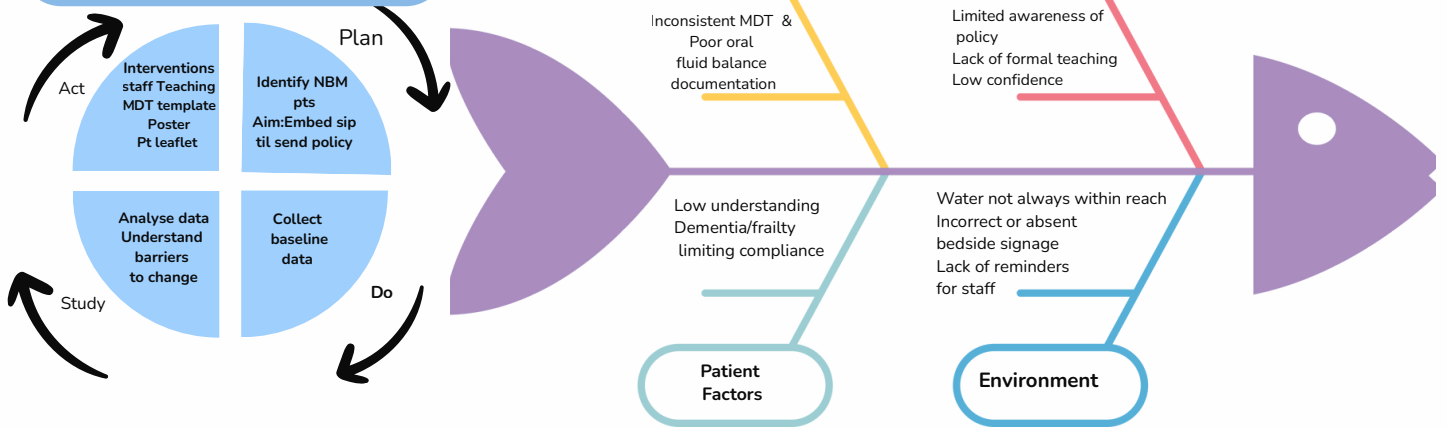 Plan
Act
Interventions
staff Teaching
MDT template
Poster
Pt leaflet
Identify NBM
pts
Aim:Embed sip
til send policy
Analyse data
Understand
barriers
to change
Collect
baseline
data
Study
Do
Inconsistent MDT &
Poor oral
fluid balance
documentation
Limited awareness of
policy
Lack of formal teaching
Low confidence
Low understanding
Dementia/frailty
limiting compliance
Water not always within reach
Incorrect or absent
bedside signage
Lack of reminders
for staff
Patient
Factors
Environment